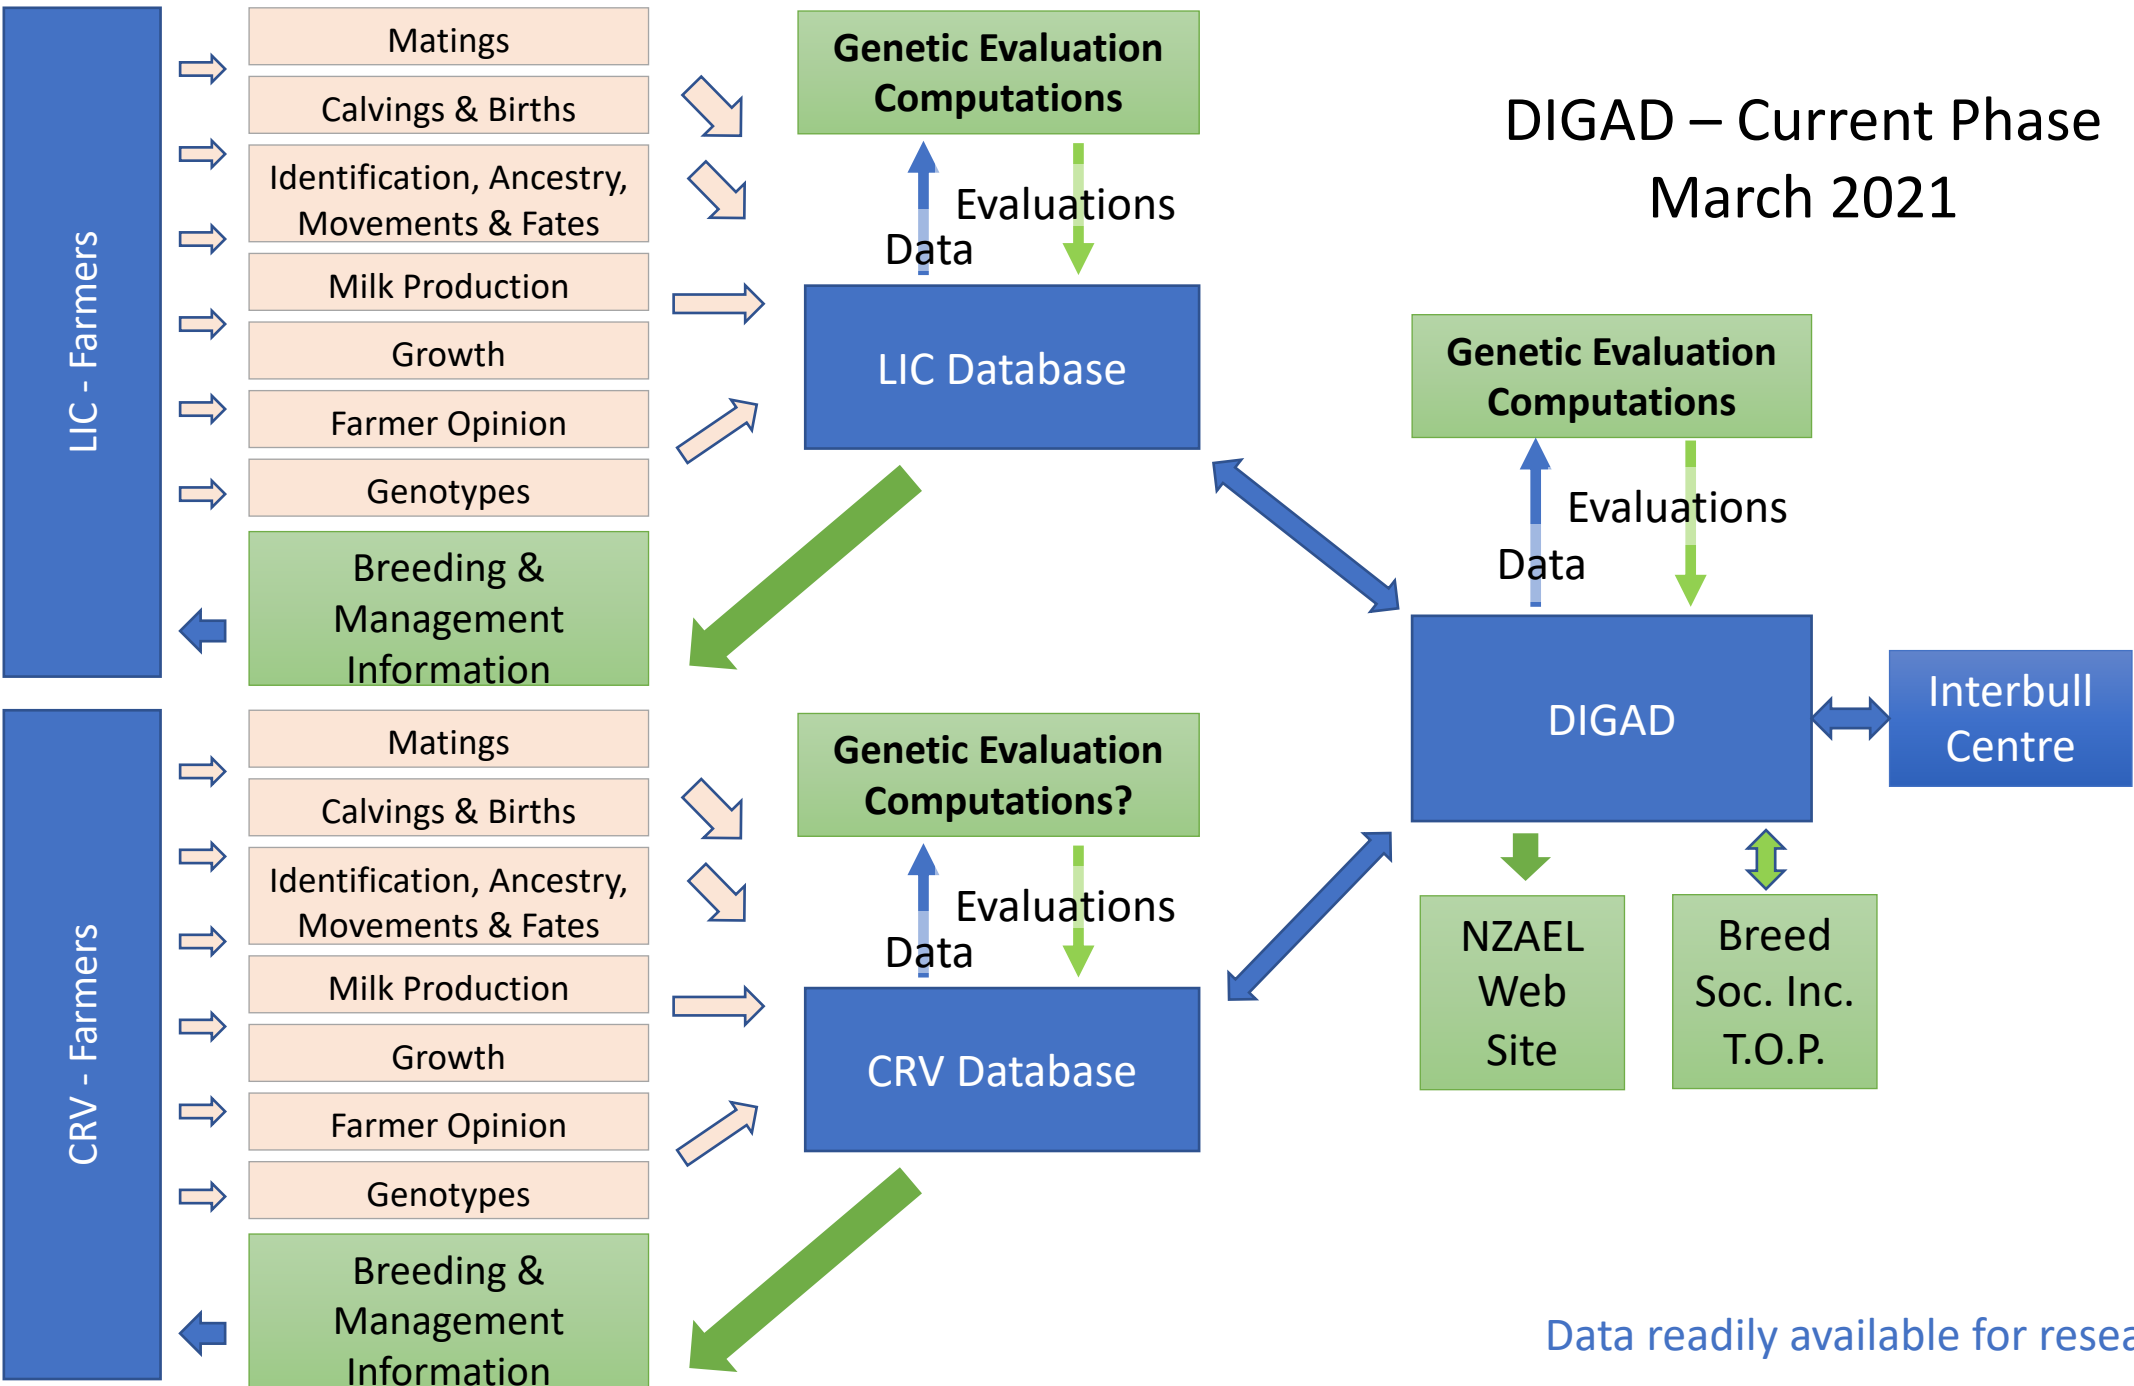 DIGAD – Current Phase
March 2021
LIC - Farmers
Matings
Calvings & Births
Identification, Ancestry,
Movements & Fates
Milk Production
Growth
Farmer Opinion
Genotypes
Breeding &
Management
Information
Genetic Evaluation
Computations
Evaluations
Data
LIC Database
CRV - Farmers
Matings
Calvings & Births
Identification, Ancestry,
Movements & Fates
Milk Production
Growth
Farmer Opinion
Genotypes
Breeding &
Management
Information
Genetic Evaluation
Computations?
Evaluations
Data
CRV Database
Genetic Evaluation
Computations
Evaluations
Data
DIGAD
Interbull
Centre
NZAEL
Web
Site
Breed
Soc. Inc.
T.O.P.
Data readily available for